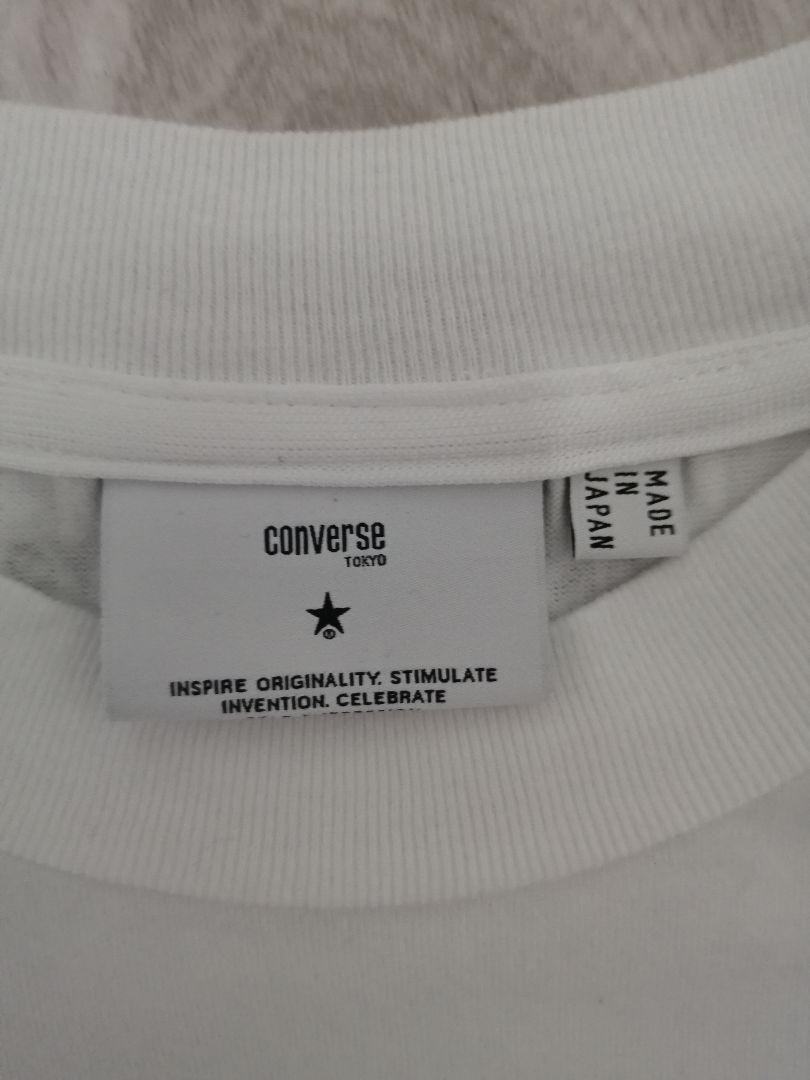 converse
TOKYO
INSPIRE ORIGINALITY. STIMULATE
INVENTION. CELEBRATE
MADE
IN
JAPAN